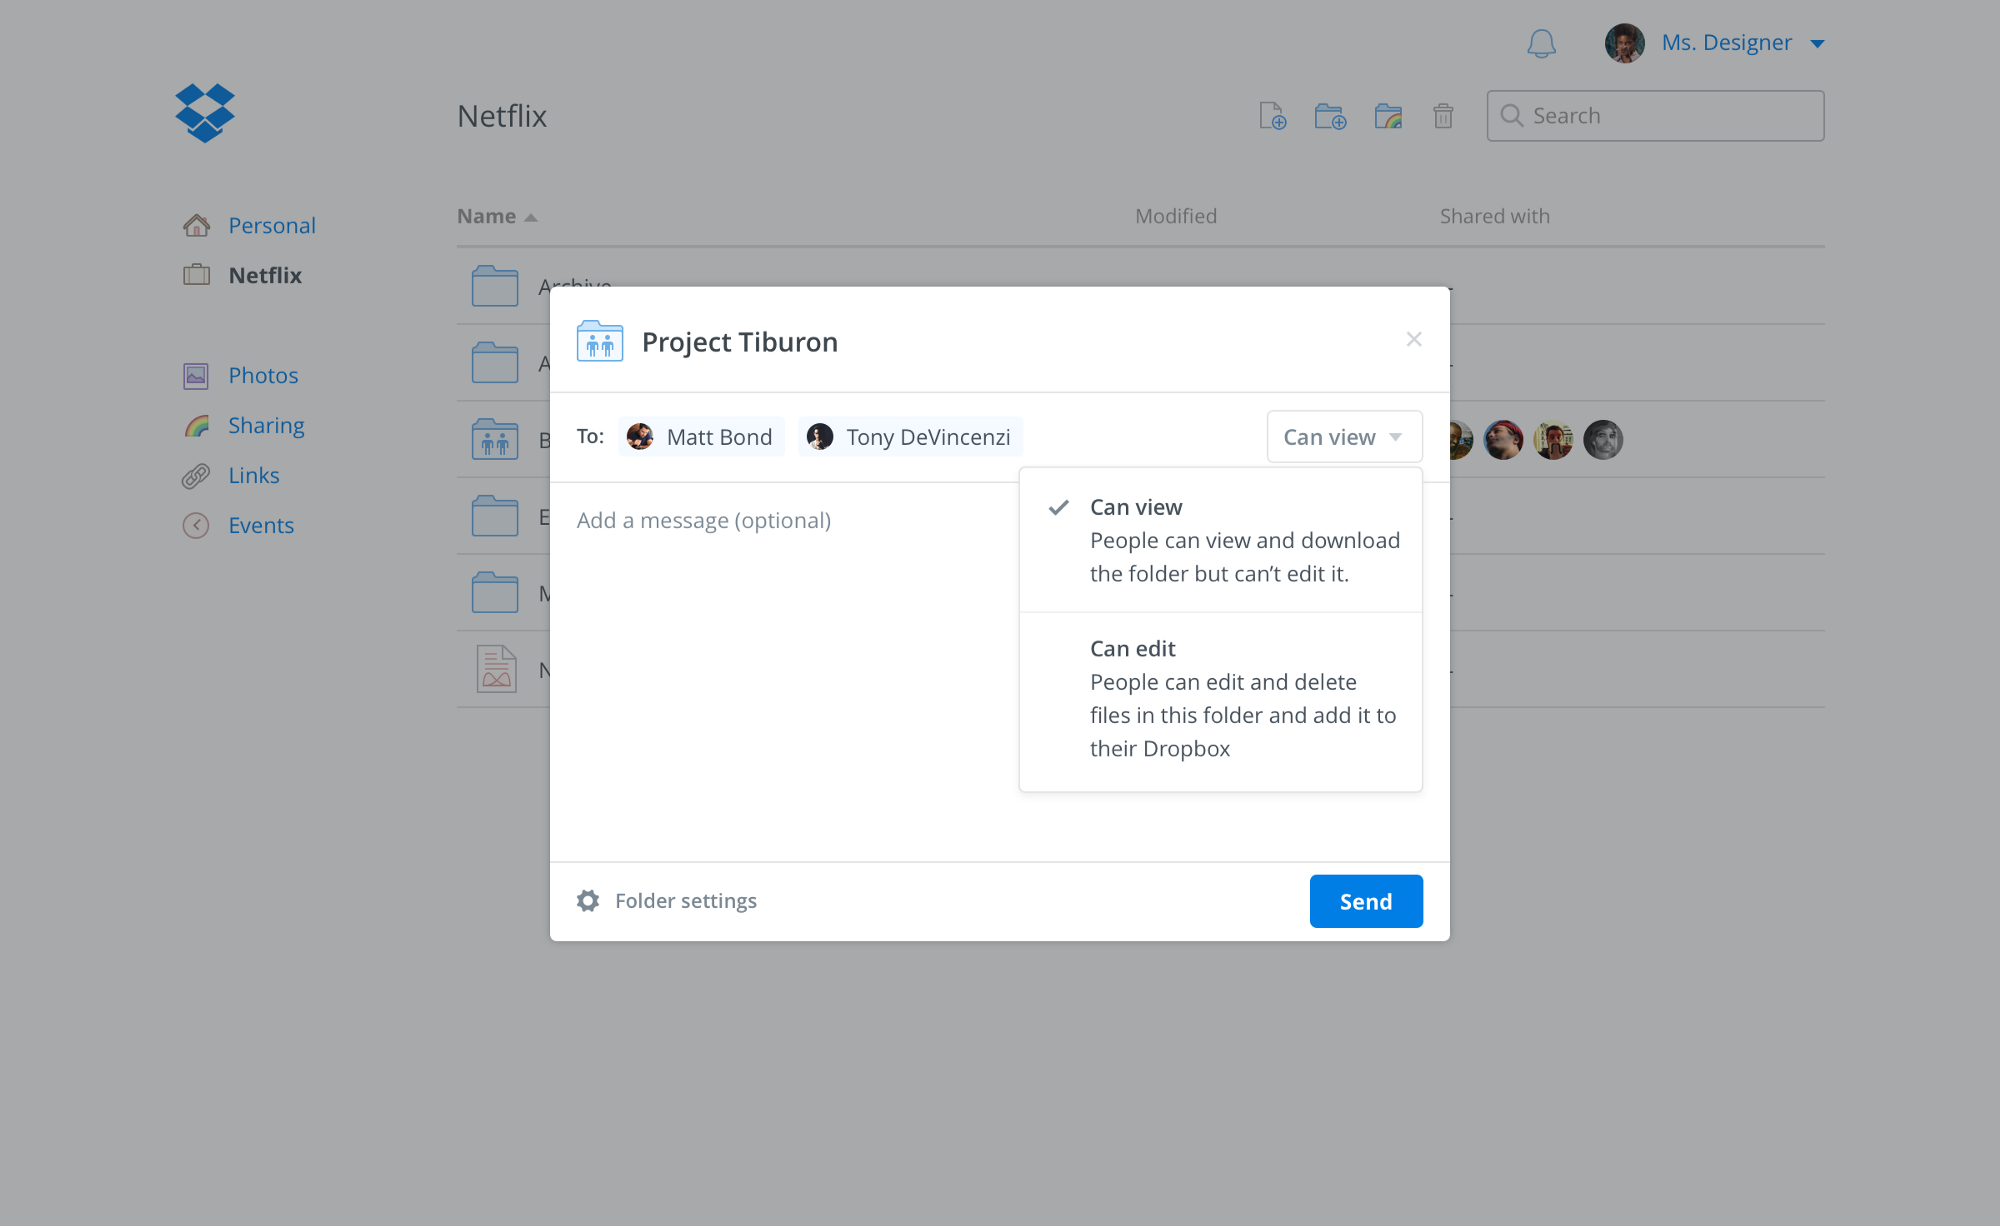 Ms. Designer
Netflix
Search
Name
Modified
Shared with
Personal
Netflix
Photos
Sharing
Links
Events
Archive
Project Tiburon
To:
Matt Bond
Tony DeVincenzi
Can view
Add a message (optional)
Can view
People can view and download
the folder but can’t edit it.
Can edit
People can edit and delete
files in this folder and add it to
their Dropbox
Folder settings
Send